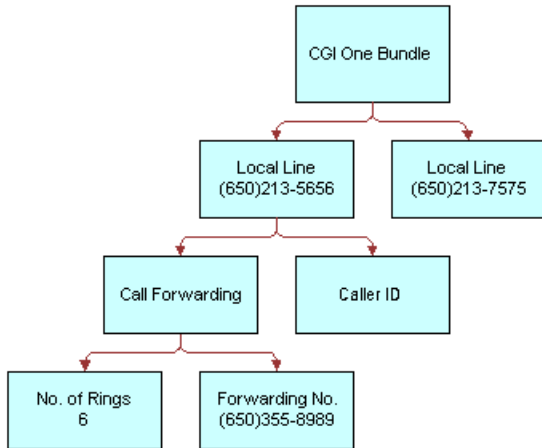 CGI One Bundle
Local Line
(650)213-5656
Local Line
(650)213-7575
Call Forwarding
Caller ID
No. of Rings
6
Forwarding No.
(650)355-8989